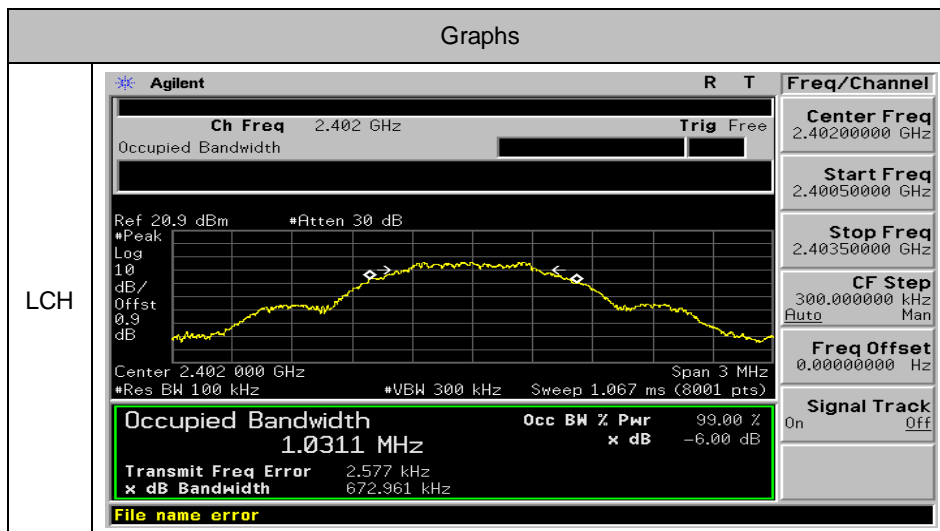 Graphs
LCH
Agilent R T
Ch Freq 2.402 GHz Trig Free
Occupied Bandwidth
Ref 20.9 dBm #Atten 30 dB
#Peak
Log
10
dB/
Offst
0.9
dB
Center 2.402 000 GHz Span 3 MHz
#Res BW 100 kHz #VBW 300 kHz Sweep 1.067 ms (8001 pts)
Occupied Bandwidth Occ BW % Pwr 99.00 %
1.0311 MHz x dB -6.00 dB
Transmit Freq Error 2.577 kHz
x dB Bandwidth 672.961 kHz
File name error
Freq/Channel
Center Freq
2.40200000 GHz
Start Freq
2.40050000 GHz
Stop Freq
2.40350000 GHz
CF Step
300.000000 kHz
Auto Man
Freq Offset
0.00000000 Hz
Signal Track
On Off